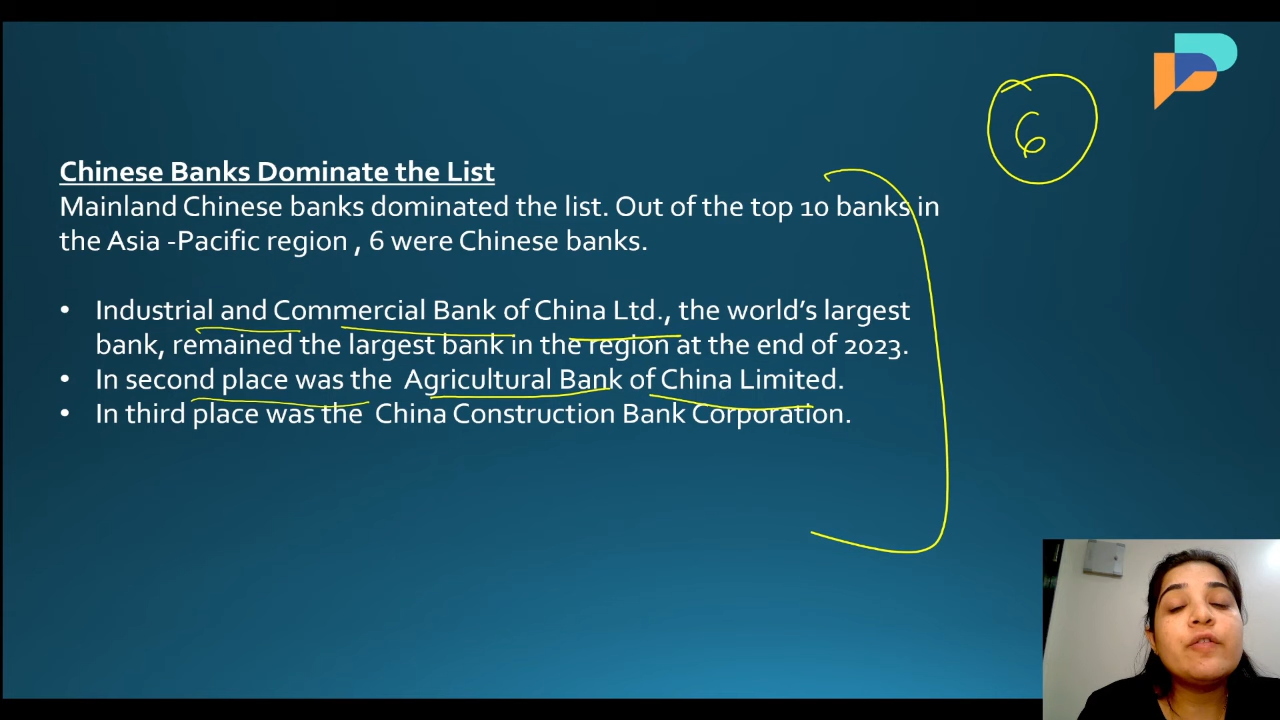 6
Chinese Banks Dominate the List
Mainland Chinese banks dominated the list. Out of the top 10 banks in
the Asia -Pacific region , 6 were Chinese banks.
• Industrial and Commercial Bank of China Ltd., the world’s largest
bank, remained the largest bank in the region at the end of 2023.
• In second place was the Agricultural Bank of China Limited.
• In third place was the China Construction Bank Corporation.